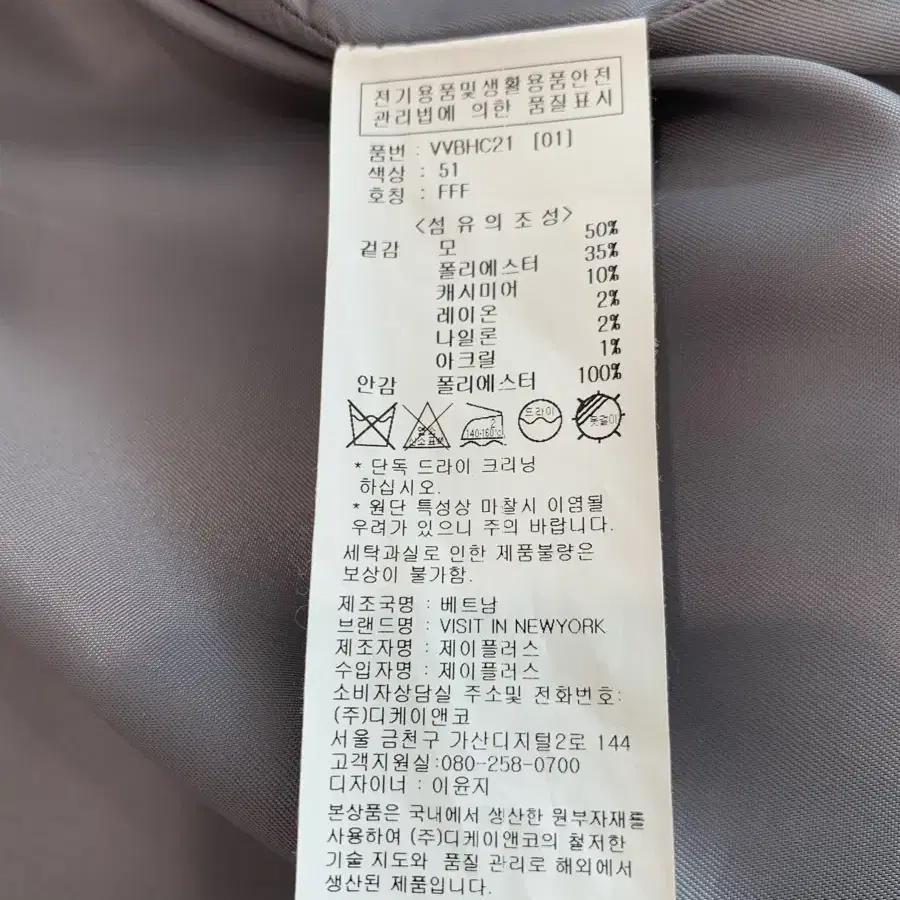 전기용품및생활용품안전
관리법에 의한 품질표시
품번 : VVBHC21 [01]
색상 : 51
호칭 : FFF
<섬 유 의 조 성>
겉감 모 50%
폴리에스터 35%
캐시미어 10%
레이온 2%
나일론 2%
아크릴 1%
안감 폴리에스터 100%
염소 드라이 옷걸이
산소표백 2
140-160℃
* 단독 드라이 크리닝
하십시오.
* 원단 특성상 마찰시 이염될
우려가 있으니 주의 바랍니다.
세탁과실로 인한 제품불량은
보상이 불가함.
제조국명 : 베트남
브랜드명 : VISIT IN NEWYORK
제조자명 : 제이플러스
수입자명 : 제이플러스
소비자상담실 주소및 전화번호:
(주)디케이앤코
서울 금천구 가산디지털2로 144
고객지원실:080-258-0700
디자이너 : 이윤지
본상품은 국내에서 생산한 원부자재를
사용하여 (주)디케이앤코의 철저한
기술 지도와 품질 관리로 해외에서
생산된 제품입니다.